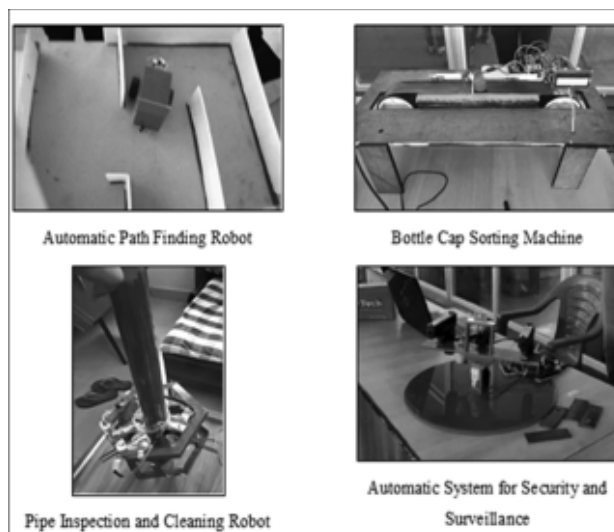 Automatic Path Finding Robot
Bottle Cap Sorting Machine
Pipe Inspection and Cleaning Robot
Automatic System for Security and
Surveillance